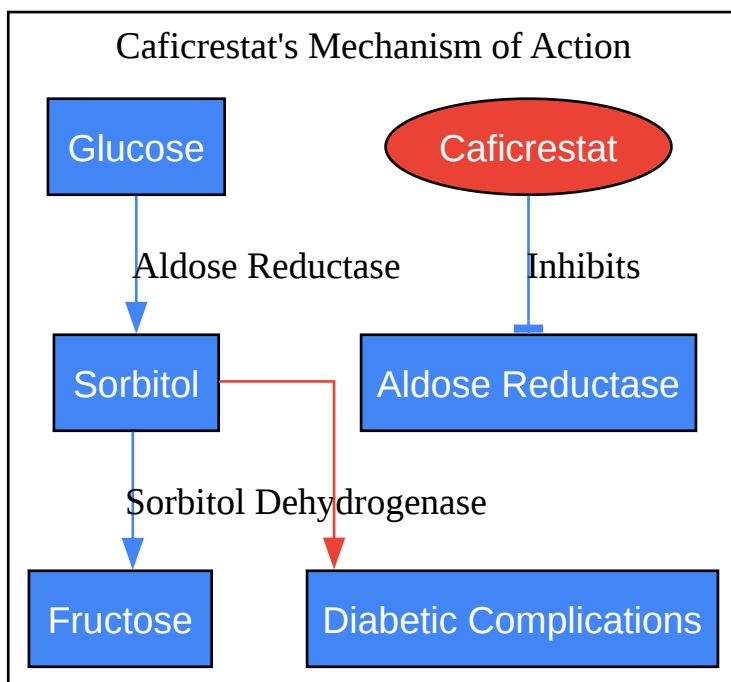 Caficrestat's Mechanism of Action
Glucose
Caficrestat
Aldose Reductase
Inhibits
Sorbitol
Aldose Reductase
Sorbitol Dehydrogenase
Fructose
Diabetic Complications